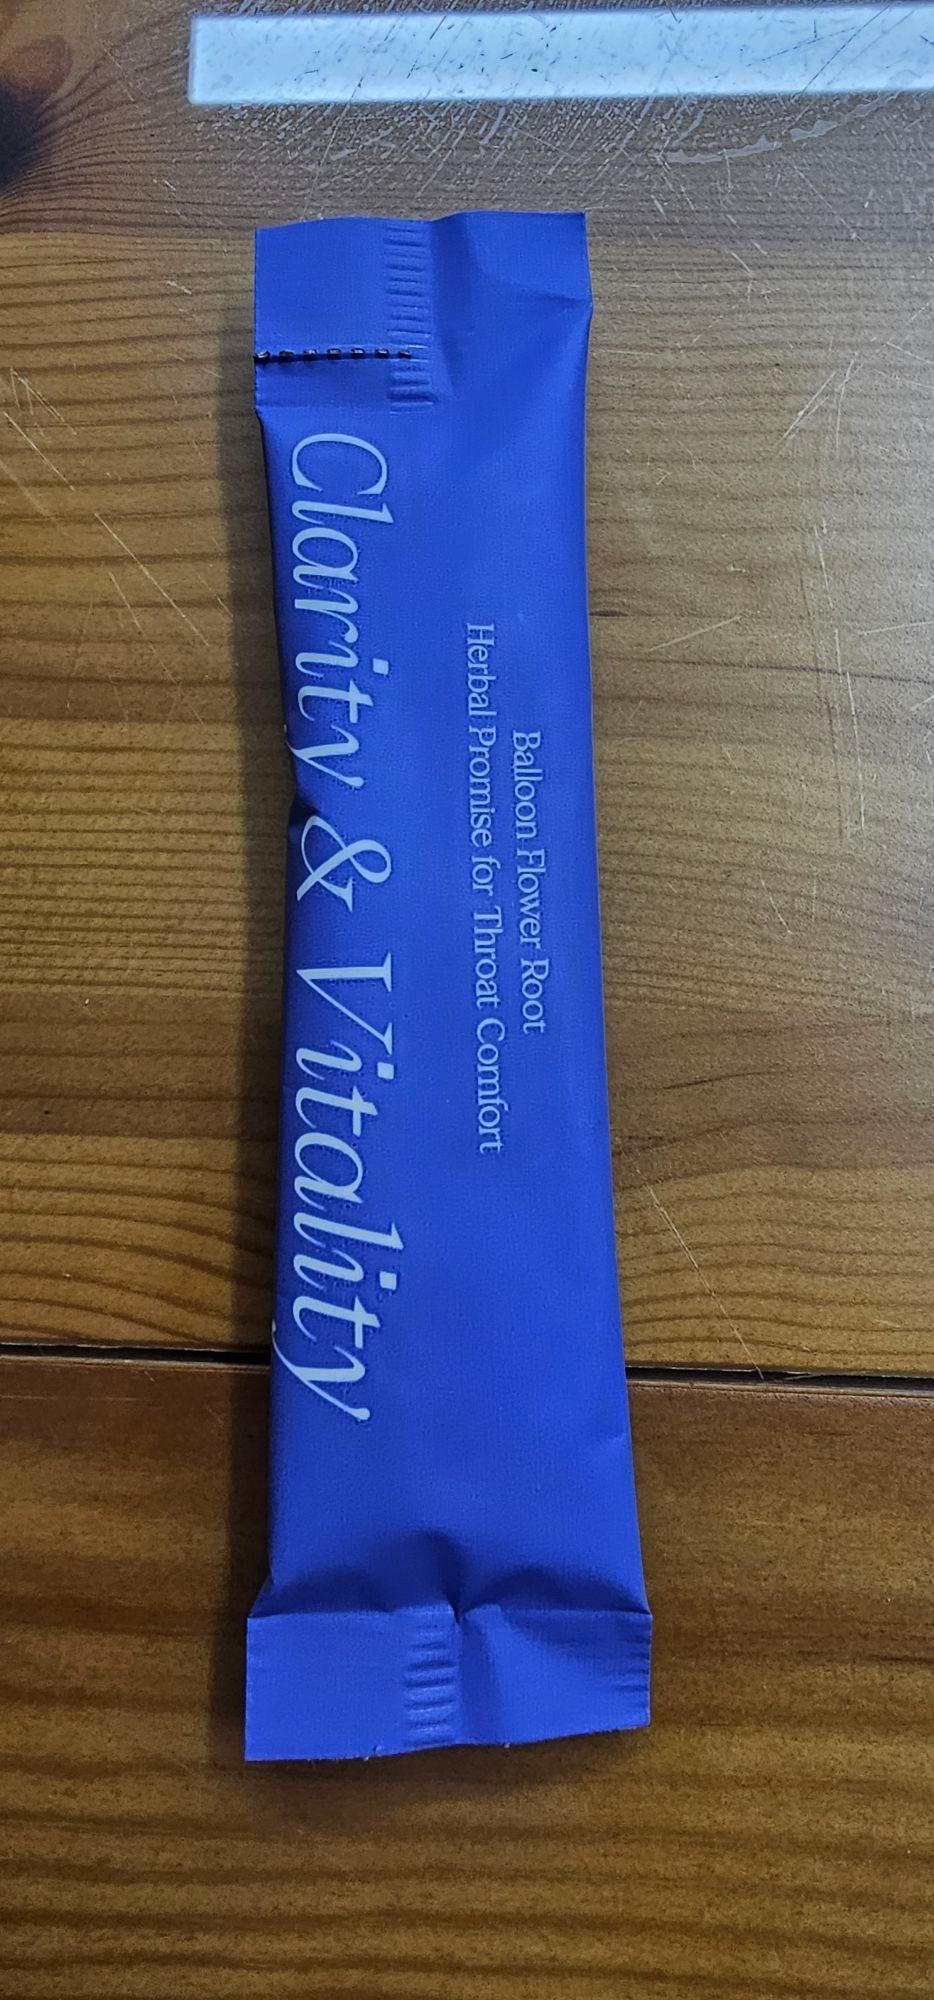 Balloon Flower Root
Herbal Promise for Throat Comfort
Clarity & Vitality